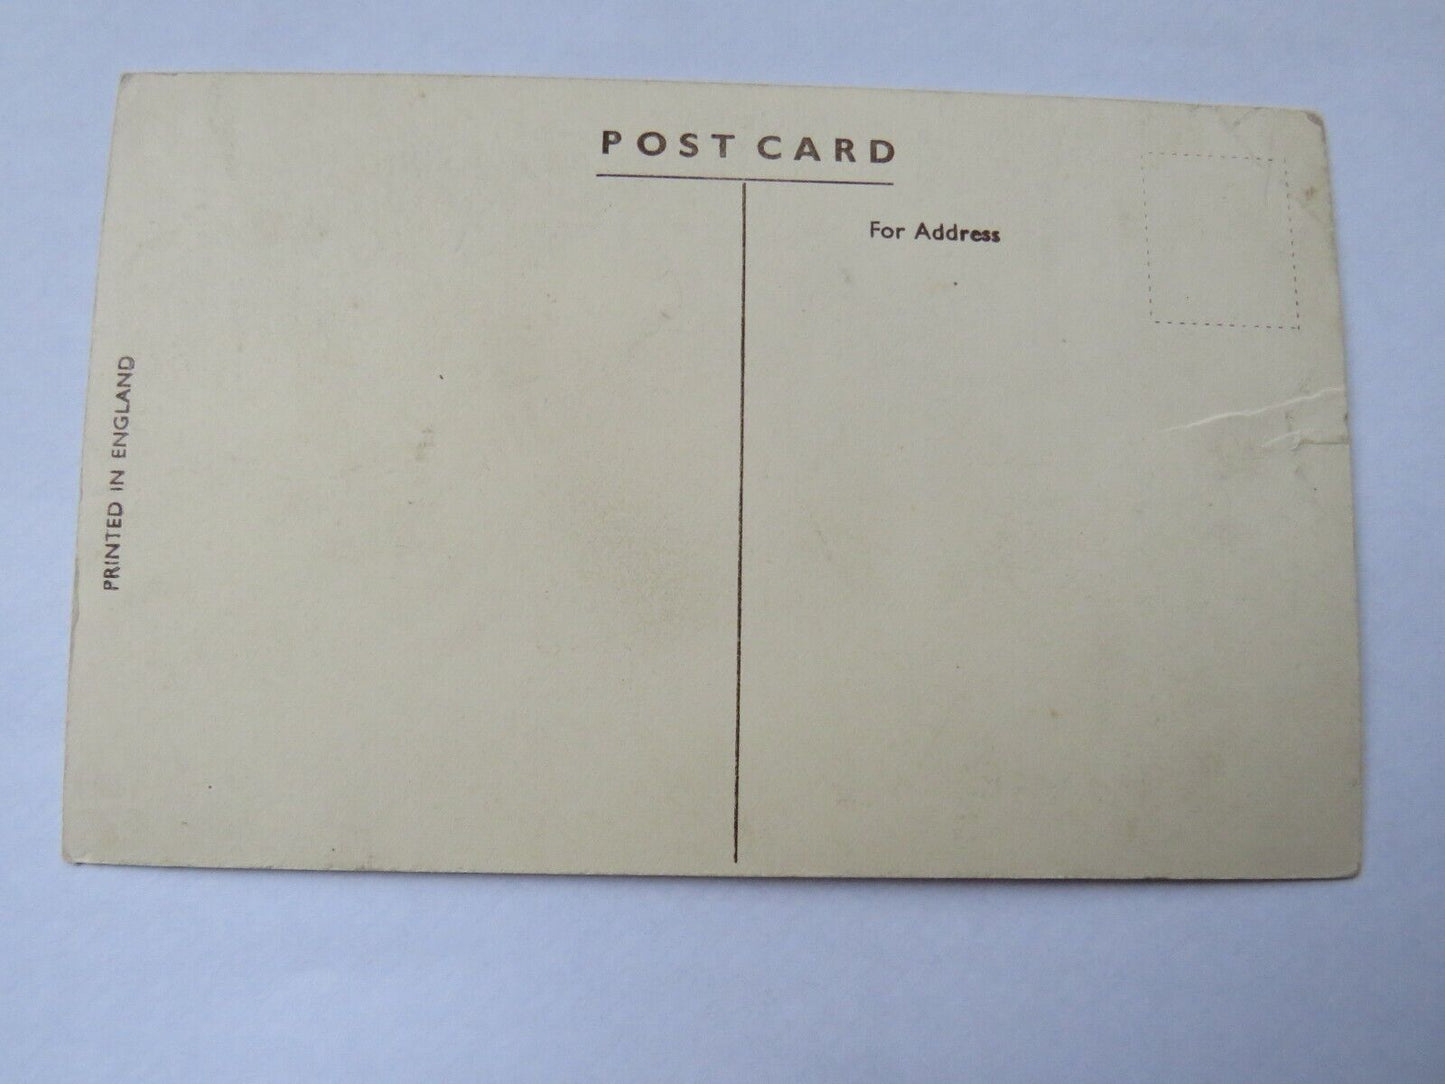 POST CARD
For Address
PRINTED IN ENGLAND